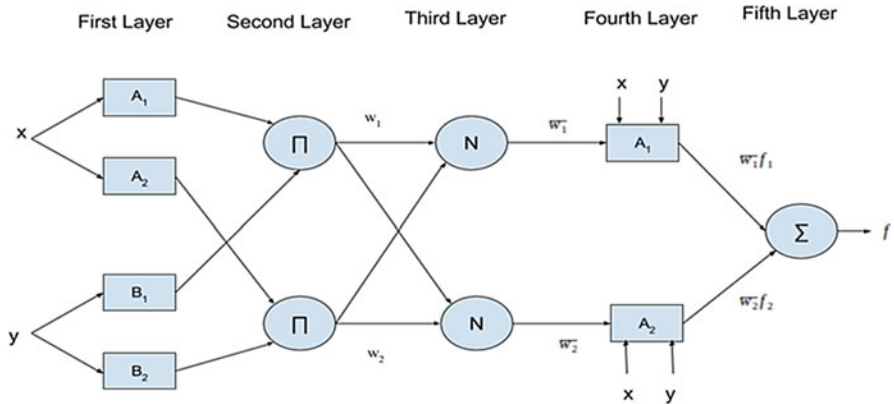 First Layer
Second Layer
Third Layer
Fourth Layer
Fifth Layer
x
y
A₁
A₂
B₁
B₂
x
y
Π
Π
w₁
w₂
N
N
w̅₁
w̅₂
x
y
A₁
A₂
x
y
w̅₁f₁
w̅₂f₂
Σ
f